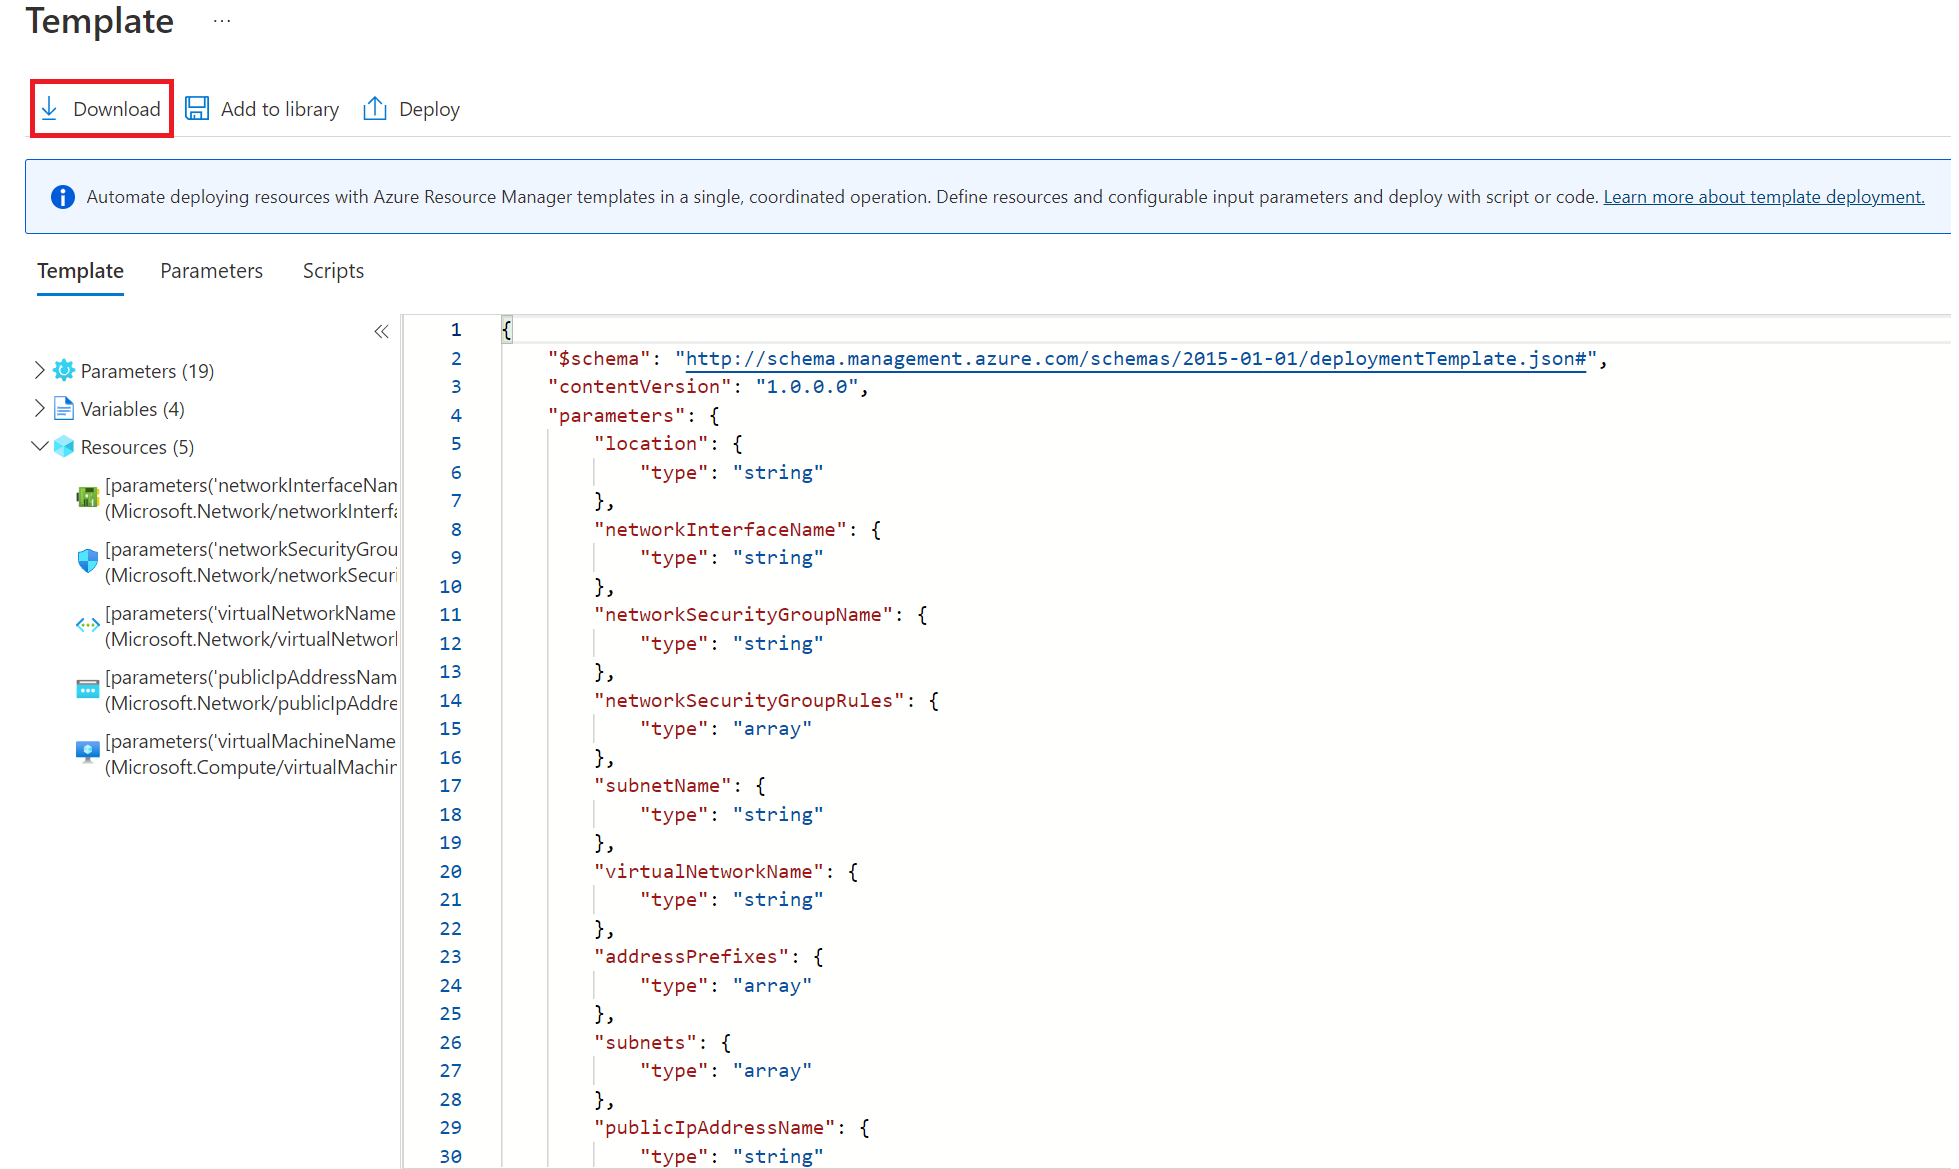 Template ...
Download Add to library Deploy
Automate deploying resources with Azure Resource Manager templates in a single, coordinated operation. Define resources and configurable input parameters and deploy with script or code. Learn more about template deployment.
Template Parameters Scripts
Parameters (19)
Variables (4)
Resources (5)
[parameters('networkInterfaceNam
(Microsoft.Network/networkInterfa
[parameters('networkSecurityGrou
(Microsoft.Network/networkSecuri
[parameters('virtualNetworkName
(Microsoft.Network/virtualNetworl
[parameters('publicIpAddressNam
(Microsoft.Network/publicIpAddre
[parameters('virtualMachineName
(Microsoft.Compute/virtualMachin
1 {
2 "$schema": "http://schema.management.azure.com/schemas/2015-01-01/deploymentTemplate.json#",
3 "contentVersion": "1.0.0.0",
4 "parameters": {
5 "location": {
6 "type": "string"
7 },
8 "networkInterfaceName": {
9 "type": "string"
10 },
11 "networkSecurityGroupName": {
12 "type": "string"
13 },
14 "networkSecurityGroupRules": {
15 "type": "array"
16 },
17 "subnetName": {
18 "type": "string"
19 },
20 "virtualNetworkName": {
21 "type": "string"
22 },
23 "addressPrefixes": {
24 "type": "array"
25 },
26 "subnets": {
27 "type": "array"
28 },
29 "publicIpAddressName": {
30 "type": "string"